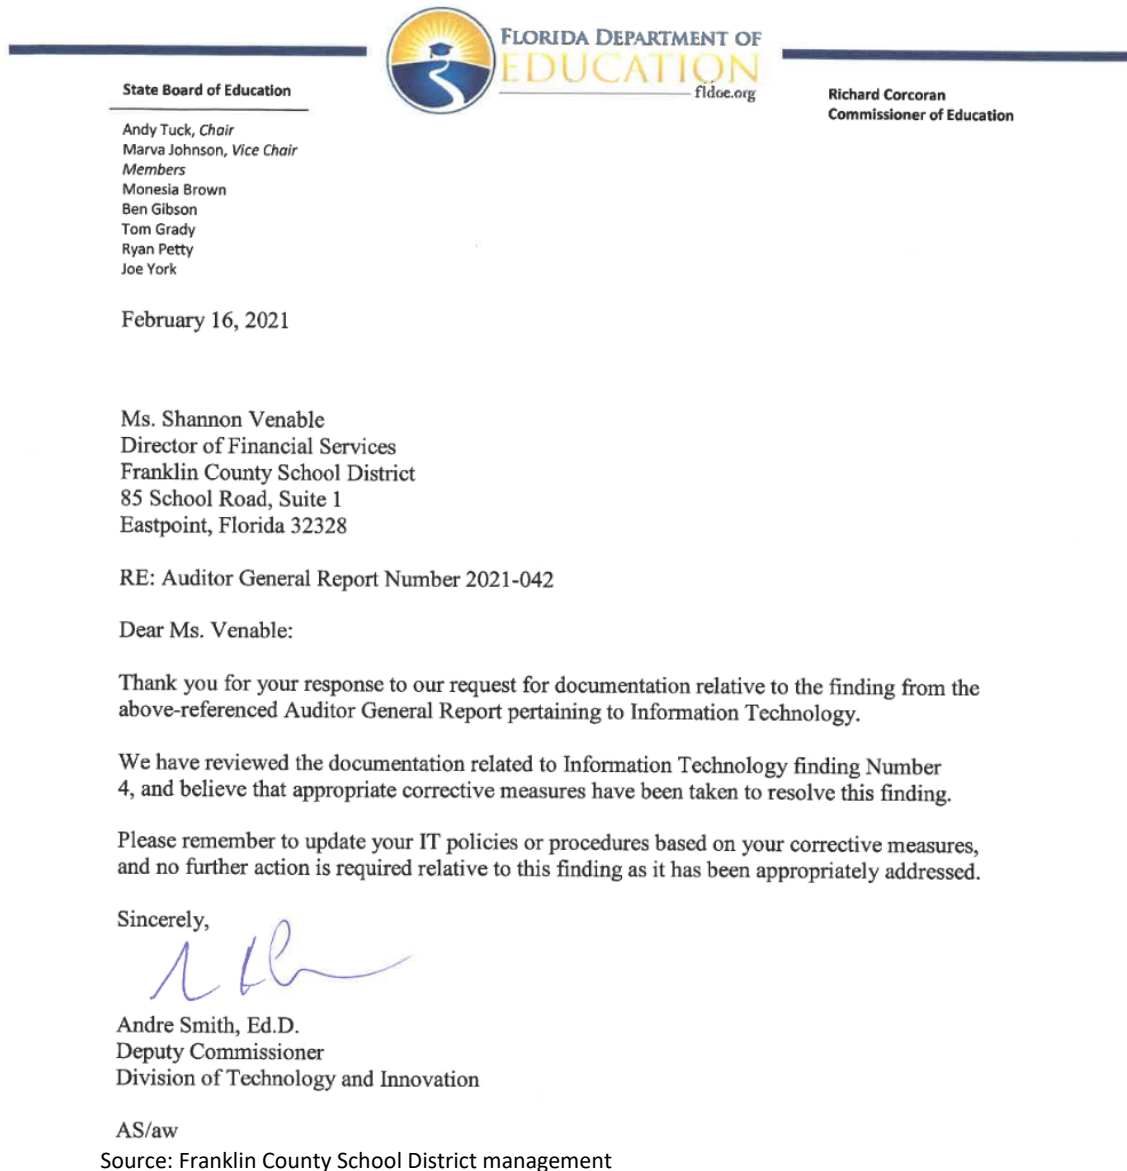 FLORIDA DEPARTMENT OF
EDUCATION
fldoe.org
State Board of Education
Andy Tuck, Chair
Marva Johnson, Vice Chair
Members
Monesia Brown
Ben Gibson
Tom Grady
Ryan Petty
Joe York
Richard Corcoran
Commissioner of Education
February 16, 2021
Ms. Shannon Venable
Director of Financial Services
Franklin County School District
85 School Road, Suite 1
Eastpoint, Florida 32328
RE: Auditor General Report Number 2021-042
Dear Ms. Venable:
Thank you for your response to our request for documentation relative to the finding from the
above-referenced Auditor General Report pertaining to Information Technology.
We have reviewed the documentation related to Information Technology finding Number
4, and believe that appropriate corrective measures have been taken to resolve this finding.
Please remember to update your IT policies or procedures based on your corrective measures,
and no further action is required relative to this finding as it has been appropriately addressed.
Sincerely,
Andre Smith, Ed.D.
Deputy Commissioner
Division of Technology and Innovation
AS/aw
Source: Franklin County School District management